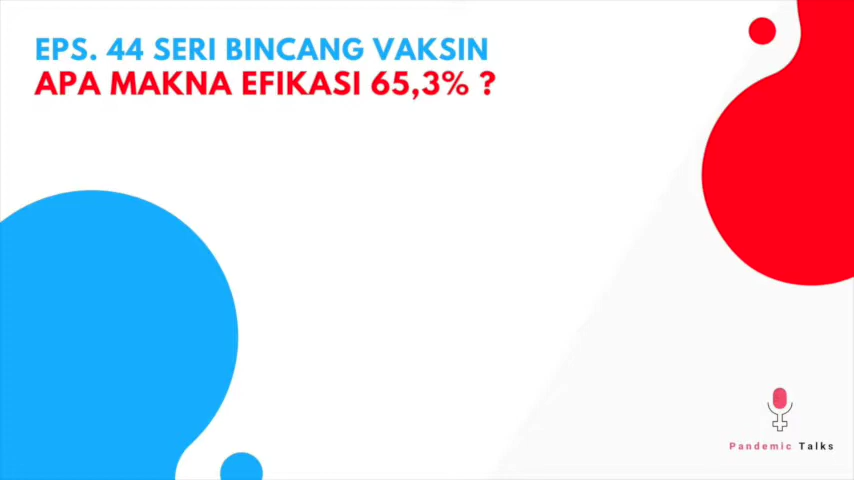 EPS. 44 SERI BINCANG VAKSIN
APA MAKNA EFIKASI 65,3% ?
Pandemic Talks